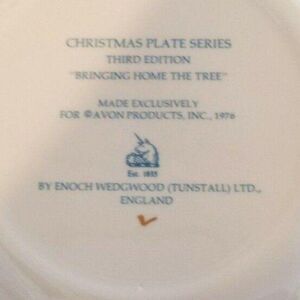 CHRISTMAS PLATE SERIES
THIRD EDITION
"BRINGING HOME THE TREE"
MADE EXCLUSIVELY
FOR ©AVON PRODUCTS, INC., 1976
Est. 1835
BY ENOCH WEDGWOOD (TUNSTALL) LTD.,
ENGLAND